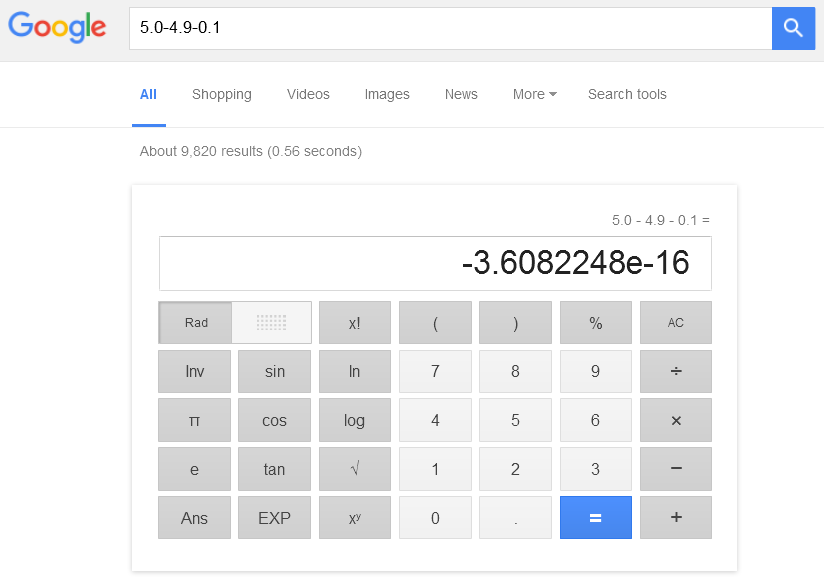 Google 5.0-4.9-0.1
All Shopping Videos Images News More Search tools
About 9,820 results (0.56 seconds)
5.0 - 4.9 - 0.1 =
-3.6082248e-16
Rad x! ( ) % AC
Inv sin ln 7 8 9 ÷
π cos log 4 5 6 ×
e tan √ 1 2 3 −
Ans EXP xʸ 0 . = +